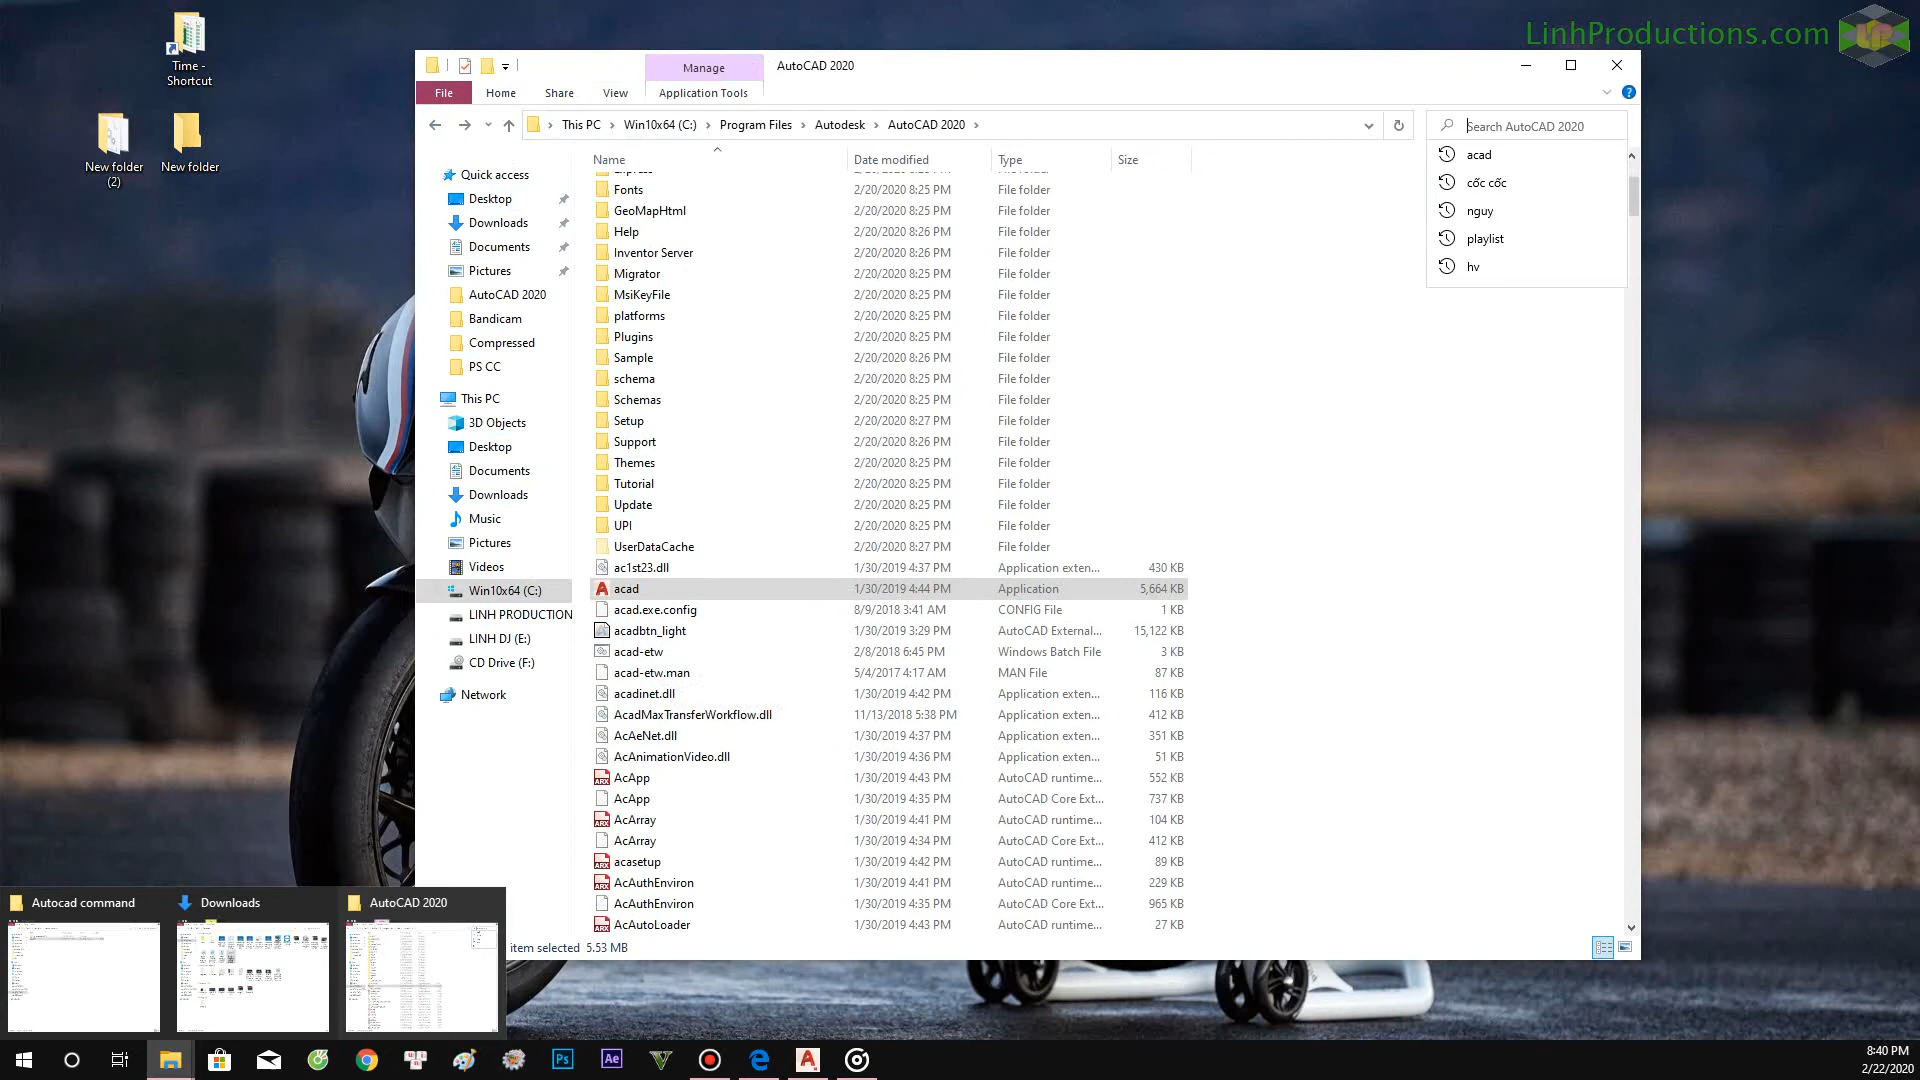 LinhProductions.com
Time -
Shortcut
New folder
(2)
New folder
Manage
AutoCAD 2020
File
Home
Share
View
Application Tools
This PC
Win10x64 (C:)
Program Files
Autodesk
AutoCAD 2020
Search AutoCAD 2020
acad
cốc cốc
nguy
playlist
hv
Quick access
Desktop
Downloads
Documents
Pictures
AutoCAD 2020
Bandicam
Compressed
PS CC
This PC
3D Objects
Desktop
Documents
Downloads
Music
Pictures
Videos
Win10x64 (C:)
LINH PRODUCTION
LINH DJ (E:)
CD Drive (F:)
Network
Name Date modified Type Size
Fonts 2/20/2020 8:25 PM File folder
GeoMapHtml 2/20/2020 8:25 PM File folder
Help 2/20/2020 8:26 PM File folder
Inventor Server 2/20/2020 8:26 PM File folder
Migrator 2/20/2020 8:25 PM File folder
MsiKeyFile 2/20/2020 8:25 PM File folder
platforms 2/20/2020 8:25 PM File folder
Plugins 2/20/2020 8:25 PM File folder
Sample 2/20/2020 8:26 PM File folder
schema 2/20/2020 8:25 PM File folder
Schemas 2/20/2020 8:25 PM File folder
Setup 2/20/2020 8:27 PM File folder
Support 2/20/2020 8:26 PM File folder
Themes 2/20/2020 8:25 PM File folder
Tutorial 2/20/2020 8:25 PM File folder
Update 2/20/2020 8:25 PM File folder
UPI 2/20/2020 8:25 PM File folder
UserDataCache 2/20/2020 8:27 PM File folder
ac1st23.dll 1/30/2019 4:37 PM Application exten... 430 KB
acad 1/30/2019 4:44 PM Application 5,664 KB
acad.exe.config 8/9/2018 3:41 AM CONFIG File 1 KB
acadbtn_light 1/30/2019 3:29 PM AutoCAD External... 15,122 KB
acad-etw 2/8/2018 6:45 PM Windows Batch File 3 KB
acad-etw.man 5/4/2017 4:17 AM MAN File 87 KB
acadinet.dll 1/30/2019 4:42 PM Application exten... 116 KB
AcadMaxTransferWorkflow.dll 11/13/2018 5:38 PM Application exten... 412 KB
AcAeNet.dll 1/30/2019 4:37 PM Application exten... 351 KB
AcAnimationVideo.dll 1/30/2019 4:36 PM Application exten... 51 KB
AcApp 1/30/2019 4:43 PM AutoCAD runtime... 552 KB
AcApp 1/30/2019 4:35 PM AutoCAD Core Ext... 737 KB
AcArray 1/30/2019 4:41 PM AutoCAD runtime... 104 KB
AcArray 1/30/2019 4:34 PM AutoCAD Core Ext... 412 KB
acasetup 1/30/2019 4:42 PM AutoCAD runtime... 89 KB
AcAuthEnviron 1/30/2019 4:41 PM AutoCAD runtime... 229 KB
AcAuthEnviron 1/30/2019 4:35 PM AutoCAD Core Ext... 965 KB
AcAutoLoader 1/30/2019 4:43 PM AutoCAD runtime... 27 KB
item selected 5.53 MB
Autocad command
Downloads
AutoCAD 2020
Ps
Ae
8:40 PM
2/22/2020